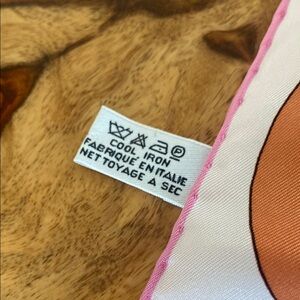 COOL IRON
FABRIQUÉ EN ITALIE
NETTOYAGE A SEC